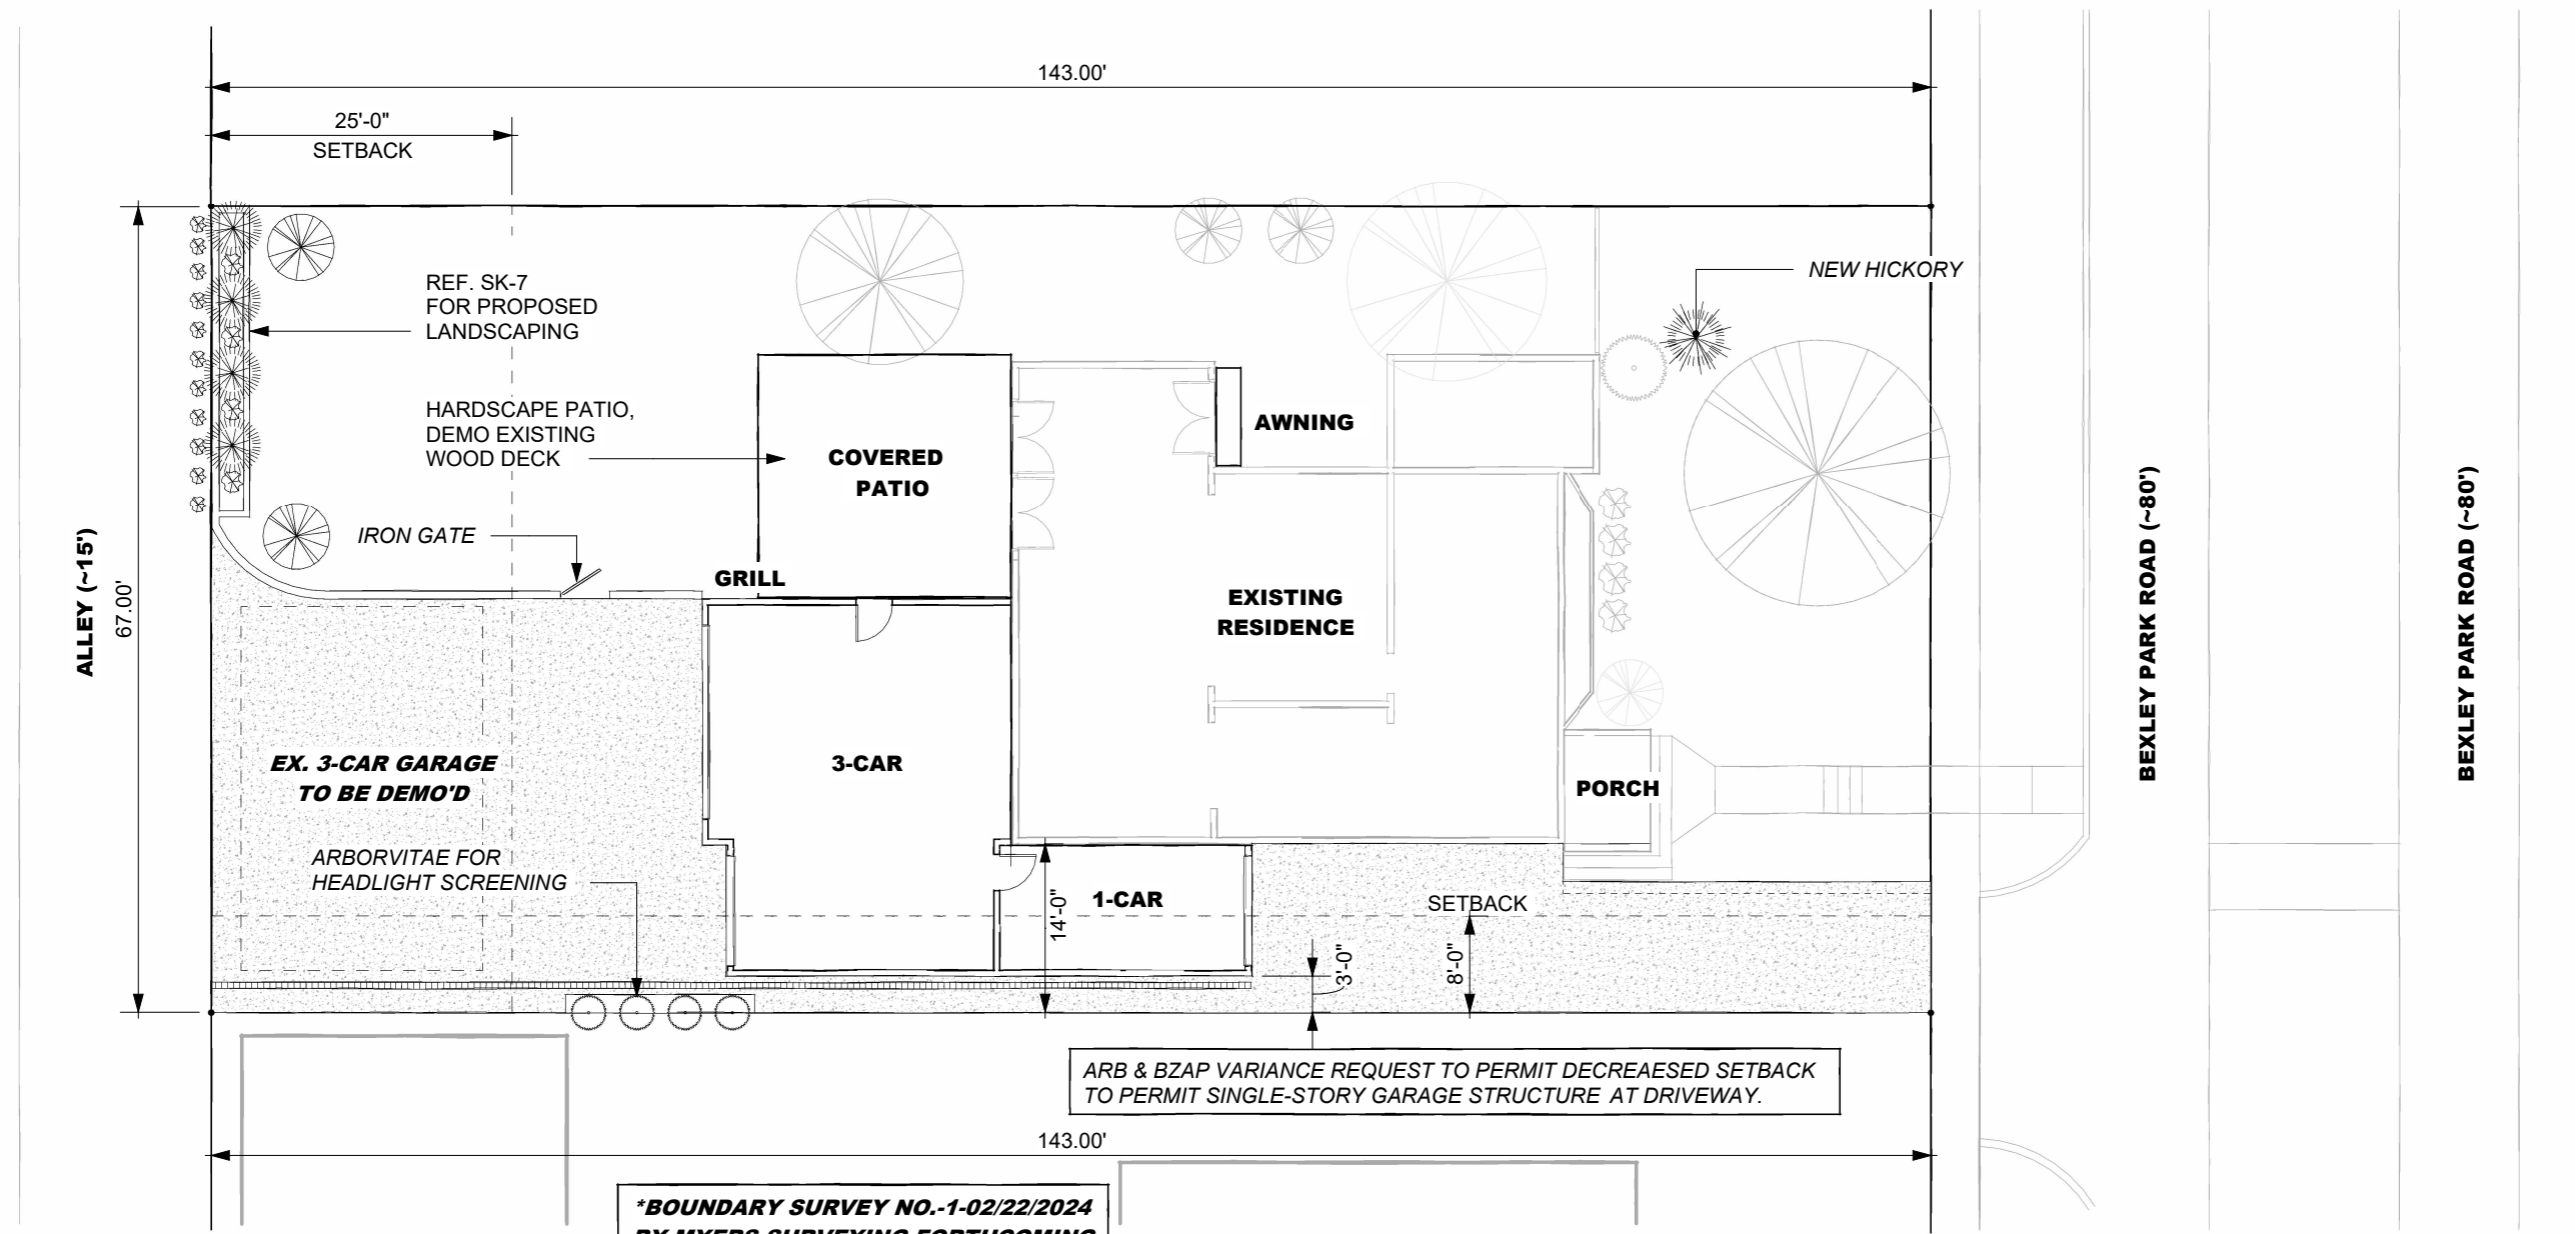 143.00'
25'-0"
SETBACK
NEW HICKORY
REF. SK-7
FOR PROPOSED
LANDSCAPING
HARDSCAPE PATIO,
DEMO EXISTING
WOOD DECK
COVERED
PATIO
AWNING
IRON GATE
GRILL
ALLEY (~15')
67.00'
EXISTING
RESIDENCE
BEXLEY PARK ROAD (~80')
BEXLEY PARK ROAD (~80')
EX. 3-CAR GARAGE
TO BE DEMO'D
3-CAR
PORCH
ARBORVITAE FOR
HEADLIGHT SCREENING
14'-0"
1-CAR
SETBACK
3'-0"
8'-0"
ARB & BZAP VARIANCE REQUEST TO PERMIT DECREAESED SETBACK
TO PERMIT SINGLE-STORY GARAGE STRUCTURE AT DRIVEWAY.
143.00'
*BOUNDARY SURVEY NO.-1-02/22/2024
BY MYERS SURVEYING FORTHCOMING